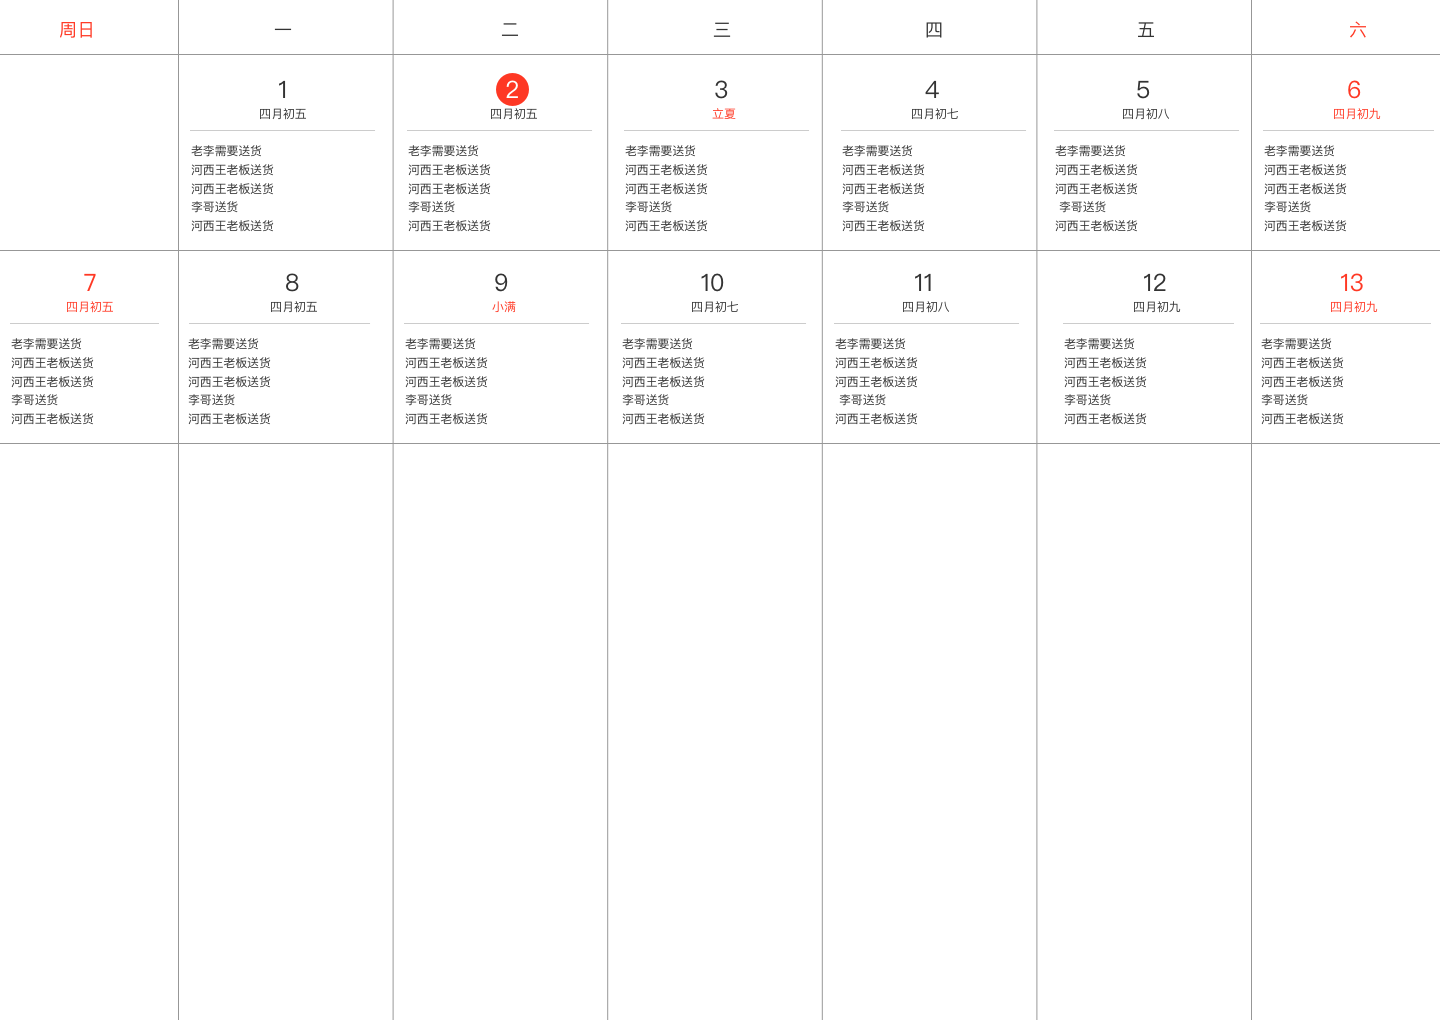 周日 一 二 三 四 五 六
1 2 3 4 5 6
四月初五 四月初五 立夏 四月初七 四月初八 四月初九
老李需要送货 老李需要送货 老李需要送货 老李需要送货 老李需要送货 老李需要送货
河西王老板送货 河西王老板送货 河西王老板送货 河西王老板送货 河西王老板送货 河西王老板送货
河西王老板送货 河西王老板送货 河西王老板送货 河西王老板送货 河西王老板送货 河西王老板送货
李哥送货 李哥送货 李哥送货 李哥送货 李哥送货 李哥送货
河西王老板送货 河西王老板送货 河西王老板送货 河西王老板送货 河西王老板送货 河西王老板送货
7 8 9 10 11 12 13
四月初五 四月初五 小满 四月初七 四月初八 四月初九 四月初九
老李需要送货 老李需要送货 老李需要送货 老李需要送货 老李需要送货 老李需要送货 老李需要送货
河西王老板送货 河西王老板送货 河西王老板送货 河西王老板送货 河西王老板送货 河西王老板送货 河西王老板送货
河西王老板送货 河西王老板送货 河西王老板送货 河西王老板送货 河西王老板送货 河西王老板送货 河西王老板送货
李哥送货 李哥送货 李哥送货 李哥送货 李哥送货 李哥送货 李哥送货
河西王老板送货 河西王老板送货 河西王老板送货 河西王老板送货 河西王老板送货 河西王老板送货 河西王老板送货